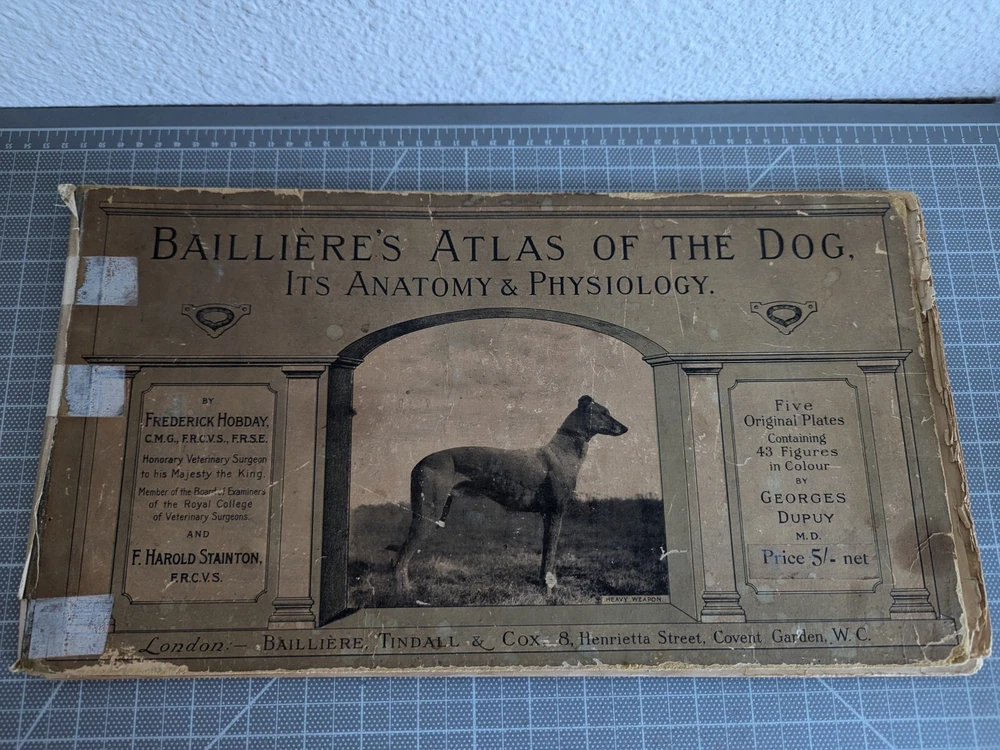 BAILLIÈRE'S ATLAS OF THE DOG,
ITS ANATOMY & PHYSIOLOGY.
BY
FREDERICK HOBDAY,
C.M.G., F.R.C.V.S., F.R.S.E.
Honorary Veterinary Surgeon
to his Majesty the King.
Member of the Board of Examiners
of the Royal College
of Veterinary Surgeons.
AND
F. HAROLD STAINTON,
F.R.C.V.S.
HEAVY WEAPON.
Five
Original Plates
Containing
43 Figures
in Colour
BY
GEORGES
DUPUY
M.D.
Price 5/- net
London:— BAILLIÈRE, TINDALL & COX 8, Henrietta Street, Covent Garden, W. C.